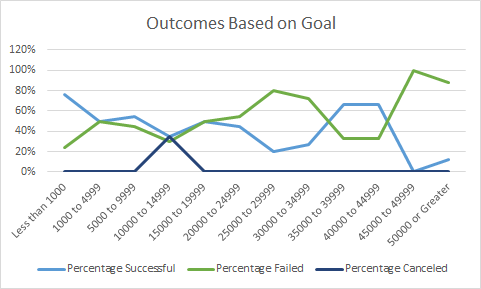 Outcomes Based on Goal
120%
100%
80%
60%
40%
20%
0%
Less than 1000
1000 to 4999
5000 to 9999
10000 to 14999
15000 to 19999
20000 to 24999
25000 to 29999
30000 to 34999
35000 to 39999
40000 to 44999
45000 to 49999
50000 or Greater
Percentage Successful
Percentage Failed
Percentage Canceled